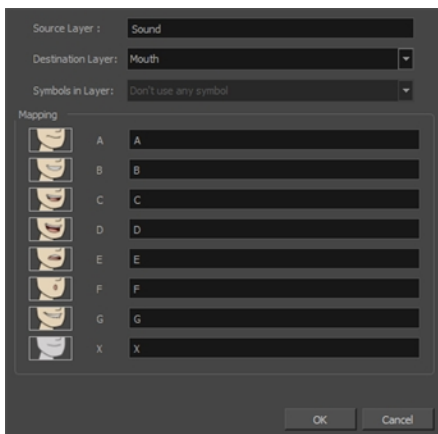 Source Layer : Sound
Destination Layer: Mouth
Symbols in Layer: Don't use any symbol
Mapping
A A
B B
C C
D D
E E
F F
G G
X X
OK Cancel